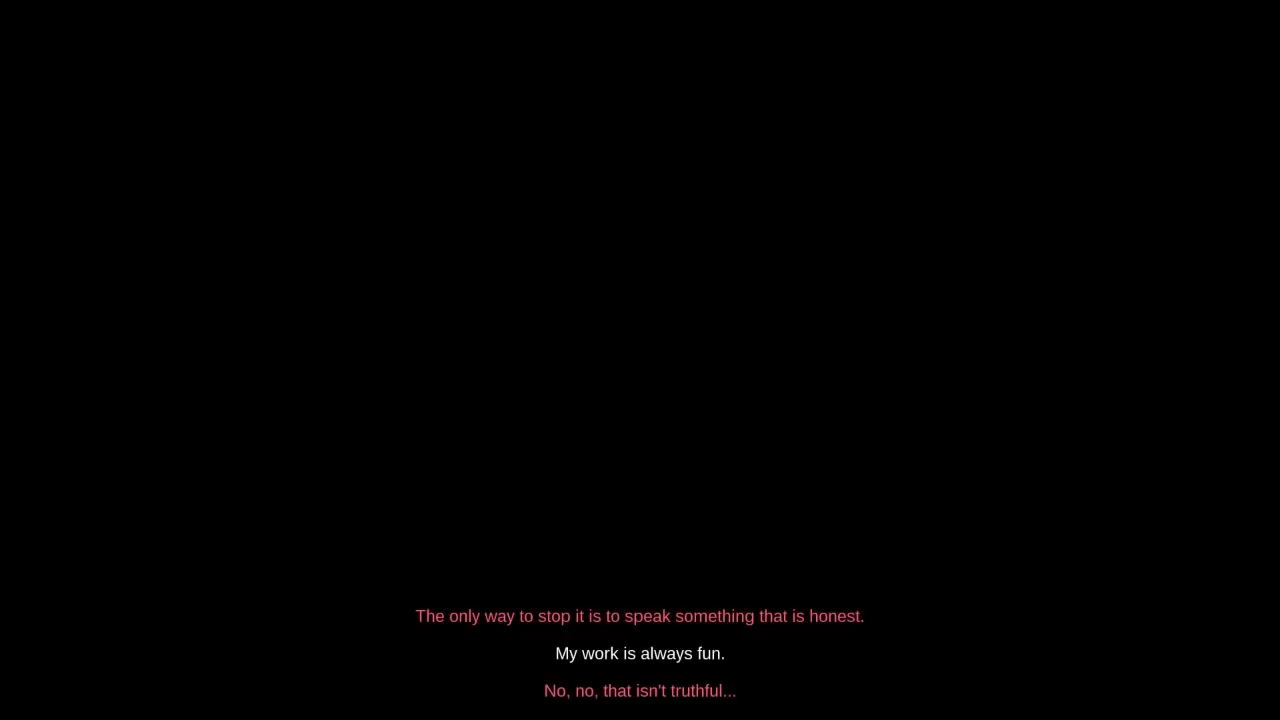 The only way to stop it is to speak something that is honest.
My work is always fun.
No, no, that isn't truthful...